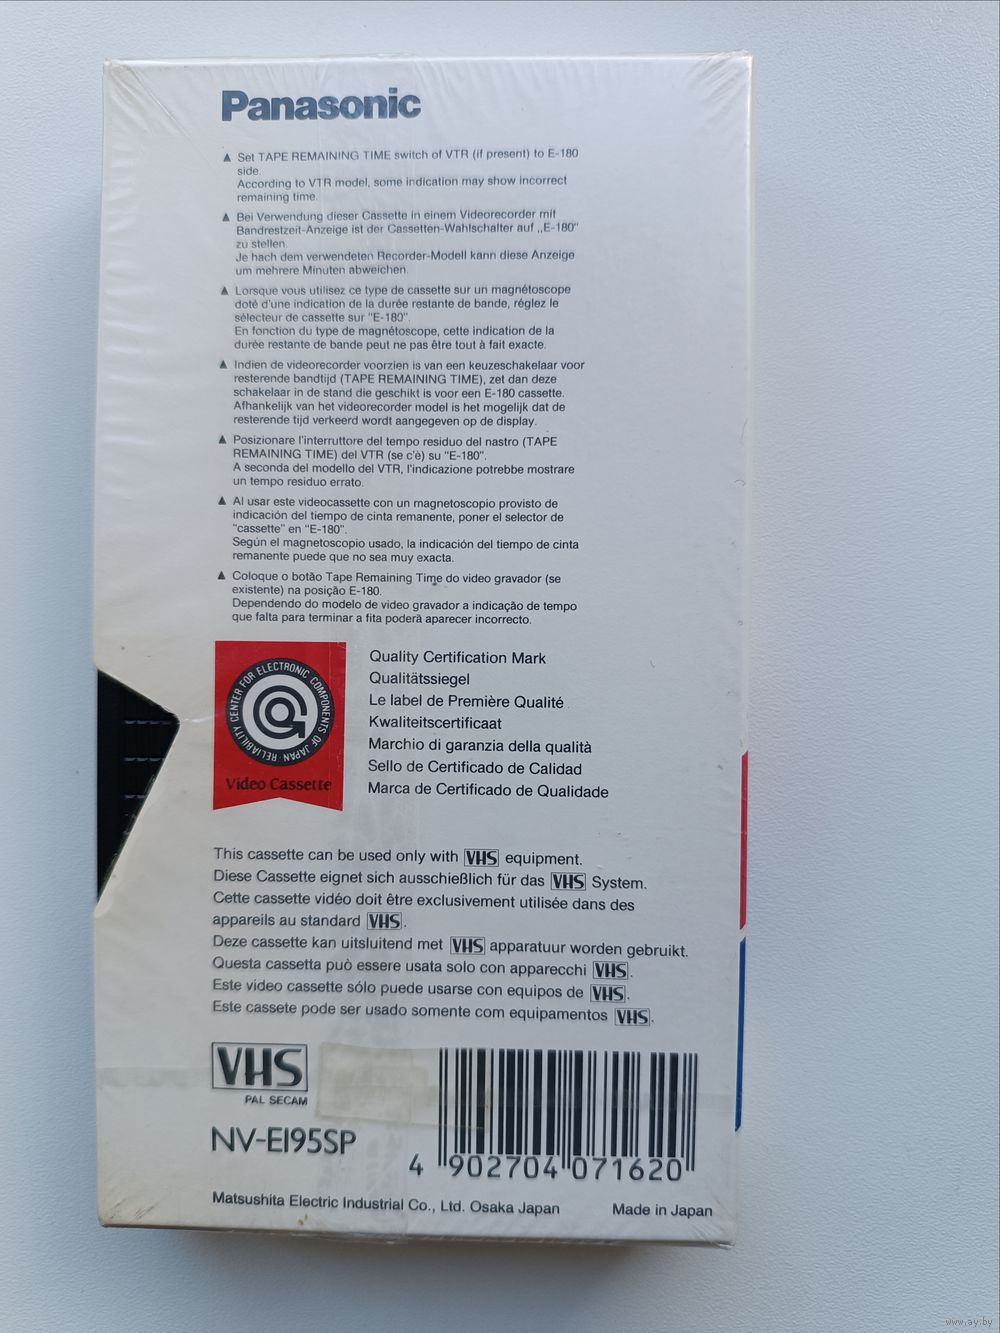 Panasonic
▲ Set TAPE REMAINING TIME switch of VTR (if present) to E-180
side.
According to VTR model, some indication may show incorrect
remaining time.
▲ Bei Verwendung dieser Cassette in einem Videorecorder mit
Bandrestzeit-Anzeige ist der Cassetten-Wahlschalter auf „E-180"
zu stellen.
Je hach dem verwendeten Recorder-Modell kann diese Anzeige
um mehrere Minuten abweichen.
▲ Lorsque vous utilisez ce type de cassette sur un magnétoscope
doté d'une indication de la durée restante de bande, réglez le
sélecteur de cassette sur "E-180".
En fonction du type de magnétoscope, cette indication de la
durée restante de bande peut ne pas être tout à fait exacte.
▲ Indien de videorecorder voorzien is van een keuzeschakelaar voor
resterende bandtijd (TAPE REMAINING TIME), zet dan deze
schakelaar in de stand die geschikt is voor een E-180 cassette.
Afhankelijk van het videorecorder model is het mogelijk dat de
resterende tijd verkeerd wordt aangegeven op de display.
▲ Posizionare l'interruttore del tempo residuo del nastro (TAPE
REMAINING TIME) del VTR (se c'è) su "E-180".
A seconda del modello del VTR, l'indicazione potrebbe mostrare
un tempo residuo errato.
▲ Al usar este videocassette con un magnetoscopio provisto de
indicación del tiempo de cinta remanente, poner el selector de
"cassette" en "E-180".
Según el magnetoscopio usado, la indicación del tiempo de cinta
remanente puede que no sea muy exacta.
▲ Coloque o botão Tape Remaining Time do video gravador (se
existente) na posição E-180.
Dependendo do modelo de video gravador a indicação de tempo
que falta para terminar a fita poderá aparecer incorrecto.
RELIABILITY CENTER FOR ELECTRONIC COMPONENTS OF JAPAN
Video Cassette
Quality Certification Mark
Qualitätssiegel
Le label de Première Qualité
Kwaliteitscertificaat
Marchio di garanzia della qualità
Sello de Certificado de Calidad
Marca de Certificado de Qualidade
This cassette can be used only with VHS equipment.
Diese Cassette eignet sich ausschießlich für das VHS System.
Cette cassette vidéo doit être exclusivement utilisée dans des
appareils au standard VHS.
Deze cassette kan uitsluitend met VHS apparatuur worden gebruikt.
Questa cassetta può essere usata solo con apparecchi VHS.
Este video cassette sólo puede usarse con equipos de VHS.
Este cassete pode ser usado somente com equipamentos VHS.
VHS
PAL SECAM
NV-E195SP
4 902704 071620
Matsushita Electric Industrial Co., Ltd. Osaka Japan Made in Japan
www.ay.by